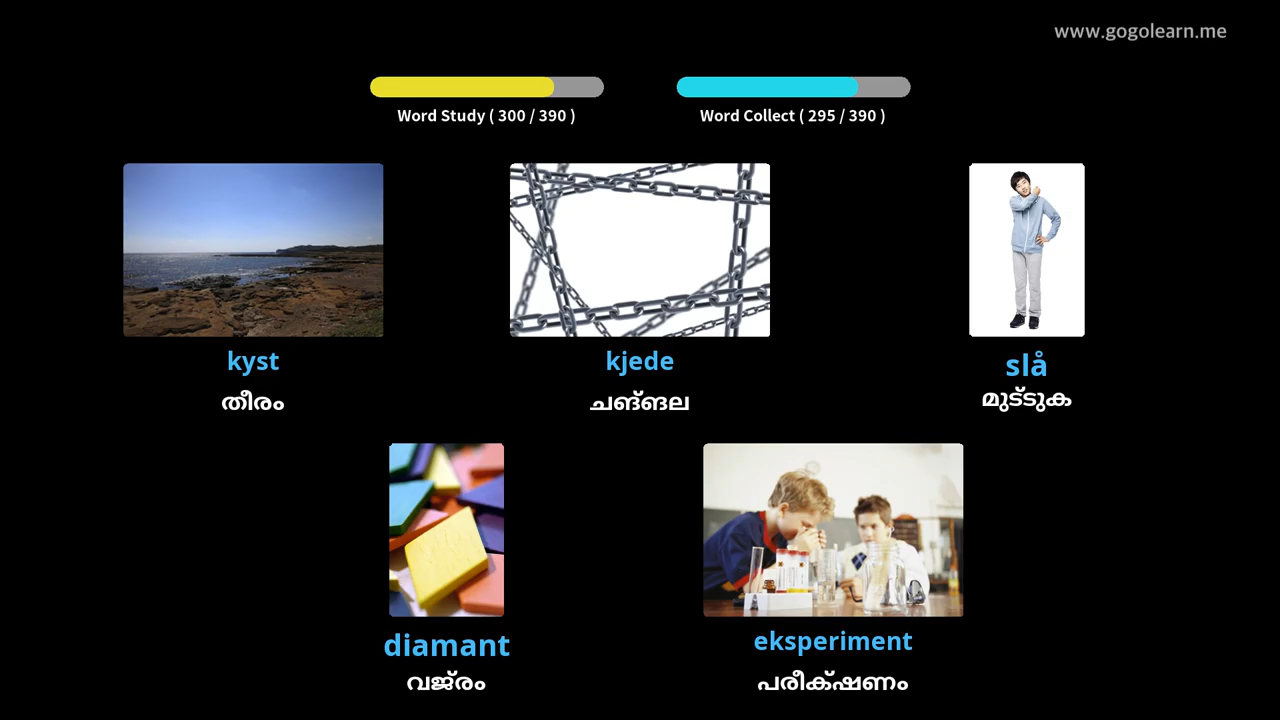 www.gogolearn.me
Word Study ( 300 / 390 )
Word Collect ( 295 / 390 )
kyst
തീരം
kjede
ചങ്ങല
slå
മുട്ടുക
diamant
വജ്രം
eksperiment
പരീക്ഷണം